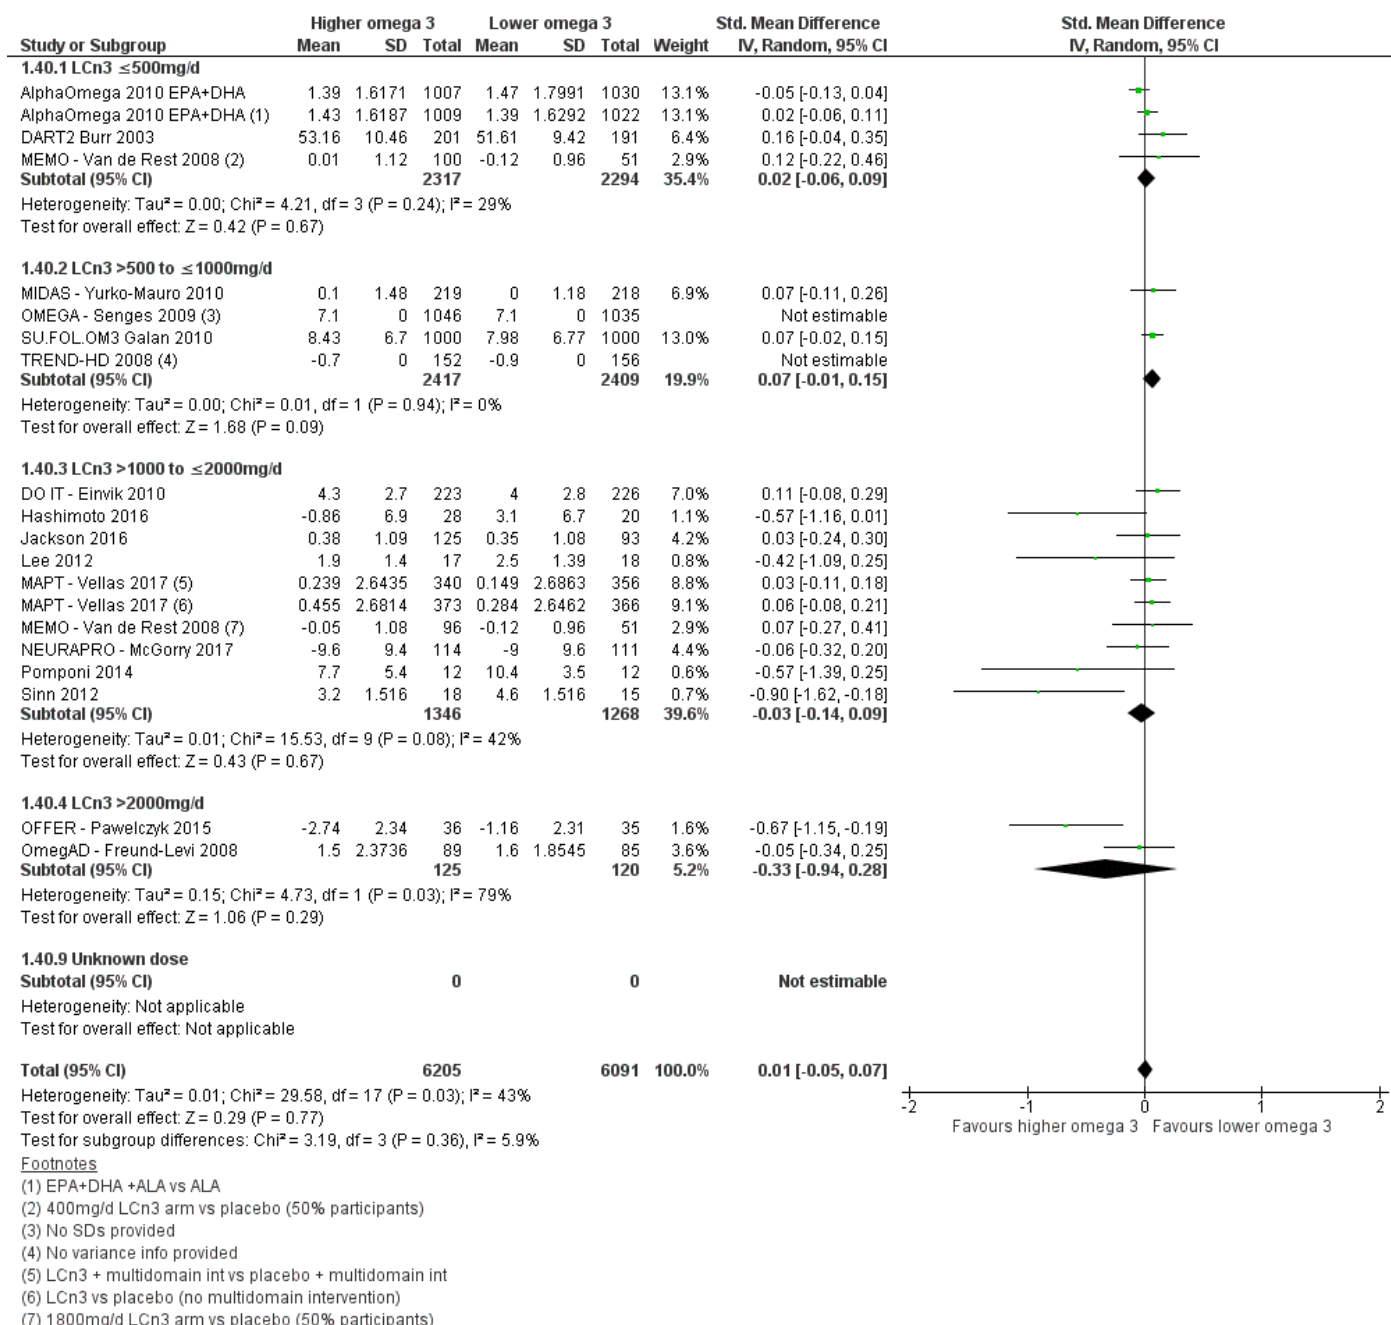 Higher omega 3 Lower omega 3 Std. Mean Difference Std. Mean Difference
Study or Subgroup Mean SD Total Mean SD Total Weight IV, Random, 95% CI IV, Random, 95% CI
1.40.1 LCn3 ≤500mg/d
AlphaOmega 2010 EPA+DHA 1.39 1.6171 1007 1.47 1.7991 1030 13.1% -0.05 [-0.13, 0.04]
AlphaOmega 2010 EPA+DHA (1) 1.43 1.6187 1009 1.39 1.6292 1022 13.1% 0.02 [-0.06, 0.11]
DART2 Burr 2003 53.16 10.46 201 51.61 9.42 191 6.4% 0.16 [-0.04, 0.35]
MEMO - Van de Rest 2008 (2) 0.01 1.12 100 -0.12 0.96 51 2.9% 0.12 [-0.22, 0.46]
Subtotal (95% CI) 2317 2294 35.4% 0.02 [-0.06, 0.09]
Heterogeneity: Tau² = 0.00; Chi² = 4.21, df = 3 (P = 0.24); I² = 29%
Test for overall effect: Z = 0.42 (P = 0.67)
1.40.2 LCn3 >500 to ≤1000mg/d
MIDAS - Yurko-Mauro 2010 0.1 1.48 219 0 1.18 218 6.9% 0.07 [-0.11, 0.26]
OMEGA - Senges 2009 (3) 7.1 0 1046 7.1 0 1035 Not estimable
SU.FOL.OM3 Galan 2010 8.43 6.7 1000 7.98 6.77 1000 13.0% 0.07 [-0.02, 0.15]
TREND-HD 2008 (4) -0.7 0 152 -0.9 0 156 Not estimable
Subtotal (95% CI) 2417 2409 19.9% 0.07 [-0.01, 0.15]
Heterogeneity: Tau² = 0.00; Chi² = 0.01, df = 1 (P = 0.94); I² = 0%
Test for overall effect: Z = 1.68 (P = 0.09)
1.40.3 LCn3 >1000 to ≤2000mg/d
DO IT - Einvik 2010 4.3 2.7 223 4 2.8 226 7.0% 0.11 [-0.08, 0.29]
Hashimoto 2016 -0.86 6.9 28 3.1 6.7 20 1.1% -0.57 [-1.16, 0.01]
Jackson 2016 0.38 1.09 125 0.35 1.08 93 4.2% 0.03 [-0.24, 0.30]
Lee 2012 1.9 1.4 17 2.5 1.39 18 0.8% -0.42 [-1.09, 0.25]
MAPT - Vellas 2017 (5) 0.239 2.6435 340 0.149 2.6863 356 8.8% 0.03 [-0.11, 0.18]
MAPT - Vellas 2017 (6) 0.455 2.6814 373 0.284 2.6462 366 9.1% 0.06 [-0.08, 0.21]
MEMO - Van de Rest 2008 (7) -0.05 1.08 96 -0.12 0.96 51 2.9% 0.07 [-0.27, 0.41]
NEURAPRO - McGorry 2017 -9.6 9.4 114 -9 9.6 111 4.4% -0.06 [-0.32, 0.20]
Pomponi 2014 7.7 5.4 12 10.4 3.5 12 0.6% -0.57 [-1.39, 0.25]
Sinn 2012 3.2 1.516 18 4.6 1.516 15 0.7% -0.90 [-1.62, -0.18]
Subtotal (95% CI) 1346 1268 39.6% -0.03 [-0.14, 0.09]
Heterogeneity: Tau² = 0.01; Chi² = 15.53, df = 9 (P = 0.08); I² = 42%
Test for overall effect: Z = 0.43 (P = 0.67)
1.40.4 LCn3 >2000mg/d
OFFER - Pawelczyk 2015 -2.74 2.34 36 -1.16 2.31 35 1.6% -0.67 [-1.15, -0.19]
OmegAD - Freund-Levi 2008 1.5 2.3736 89 1.6 1.8545 85 3.6% -0.05 [-0.34, 0.25]
Subtotal (95% CI) 125 120 5.2% -0.33 [-0.94, 0.28]
Heterogeneity: Tau² = 0.15; Chi² = 4.73, df = 1 (P = 0.03); I² = 79%
Test for overall effect: Z = 1.06 (P = 0.29)
1.40.9 Unknown dose
Subtotal (95% CI) 0 0 Not estimable
Heterogeneity: Not applicable
Test for overall effect: Not applicable
Total (95% CI) 6205 6091 100.0% 0.01 [-0.05, 0.07]
Heterogeneity: Tau² = 0.01; Chi² = 29.58, df = 17 (P = 0.03); I² = 43%
Test for overall effect: Z = 0.29 (P = 0.77)
Test for subgroup differences: Chi² = 3.19, df = 3 (P = 0.36), I² = 5.9%
-2 -1 0 1 2
Favours higher omega 3 Favours lower omega 3
Footnotes
(1) EPA+DHA +ALA vs ALA
(2) 400mg/d LCn3 arm vs placebo (50% participants)
(3) No SDs provided
(4) No variance info provided
(5) LCn3 + multidomain int vs placebo + multidomain int
(6) LCn3 vs placebo (no multidomain intervention)
(7) 1800mg/d LCn3 arm vs placebo (50% participants)